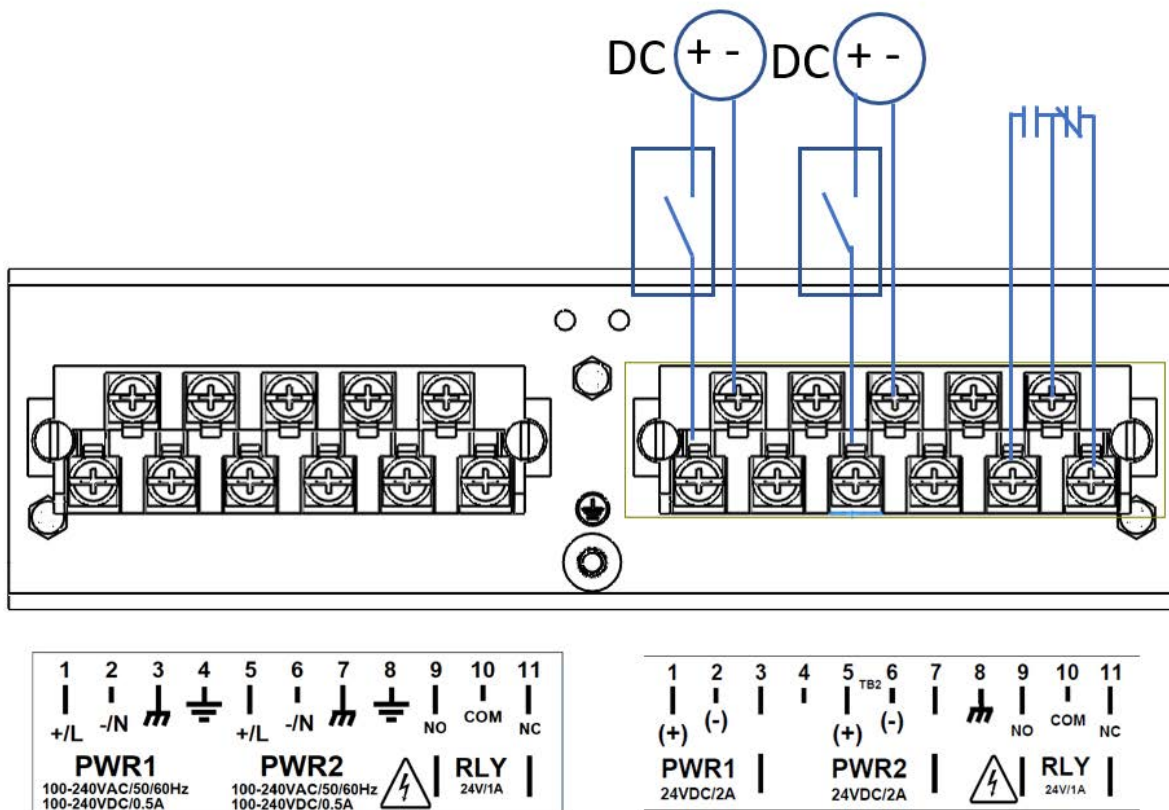 DC + - DC + -
1 2 3 4 5 6 7 8 9 10 11
+/L -/N +/L -/N NO COM NC
PWR1 PWR2 RLY
100-240VAC/50/60Hz 100-240VAC/50/60Hz 24V/1A
100-240VDC/0.5A 100-240VDC/0.5A
1 2 3 4 5 TB2 6 7 8 9 10 11
(+) (-) (+) (-) NO COM NC
PWR1 PWR2 RLY
24VDC/2A 24VDC/2A 24V/1A